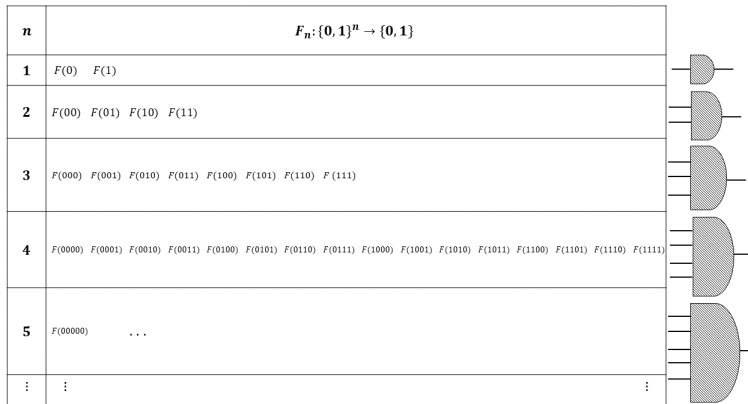 n F_n: {0, 1}^n → {0, 1}
1 F(0) F(1)
2 F(00) F(01) F(10) F(11)
3 F(000) F(001) F(010) F(011) F(100) F(101) F(110) F (111)
4 F(0000) F(0001) F(0010) F(0011) F(0100) F(0101) F(0110) F(0111) F(1000) F(1001) F(1010) F(1011) F(1100) F(1101) F(1110) F(1111)
5 F(00000) ...
⋮ ⋮ ⋮